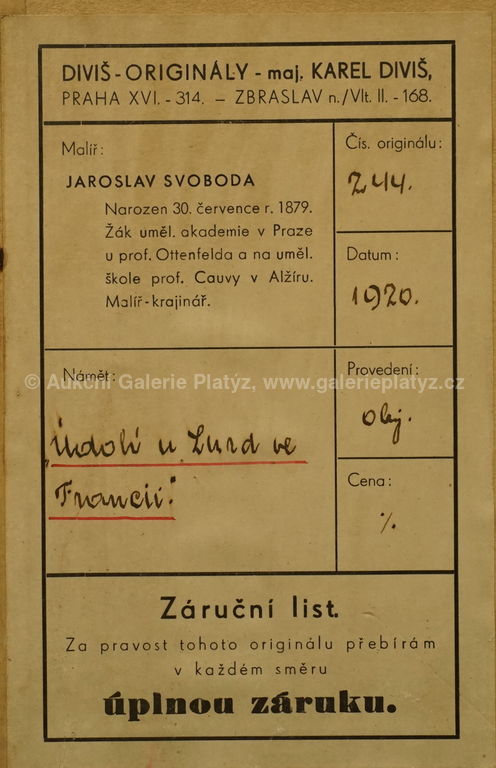 DIVIŠ-ORIGINÁLY - maj. KAREL DIVIŠ,
PRAHA XVI. - 314. — ZBRASLAV n./Vlt. II. - 168.
Malíř:
JAROSLAV SVOBODA
Narozen 30. července r. 1879.
Žák uměl. akademie v Praze
u prof. Ottenfelda a na uměl.
škole prof. Cauvy v Alžíru.
Malíř-krajinář.
Čís. originálu:
244.
Datum:
1920.
Námět:
© Aukční Galerie Platýz, www.galerieplatyz.cz
„Údolí u Lurd ve
Francii."
Provedení:
olej.
Cena:
%
Záruční list.
Za pravost tohoto originálu přebírám
v každém směru
úplnou záruku.